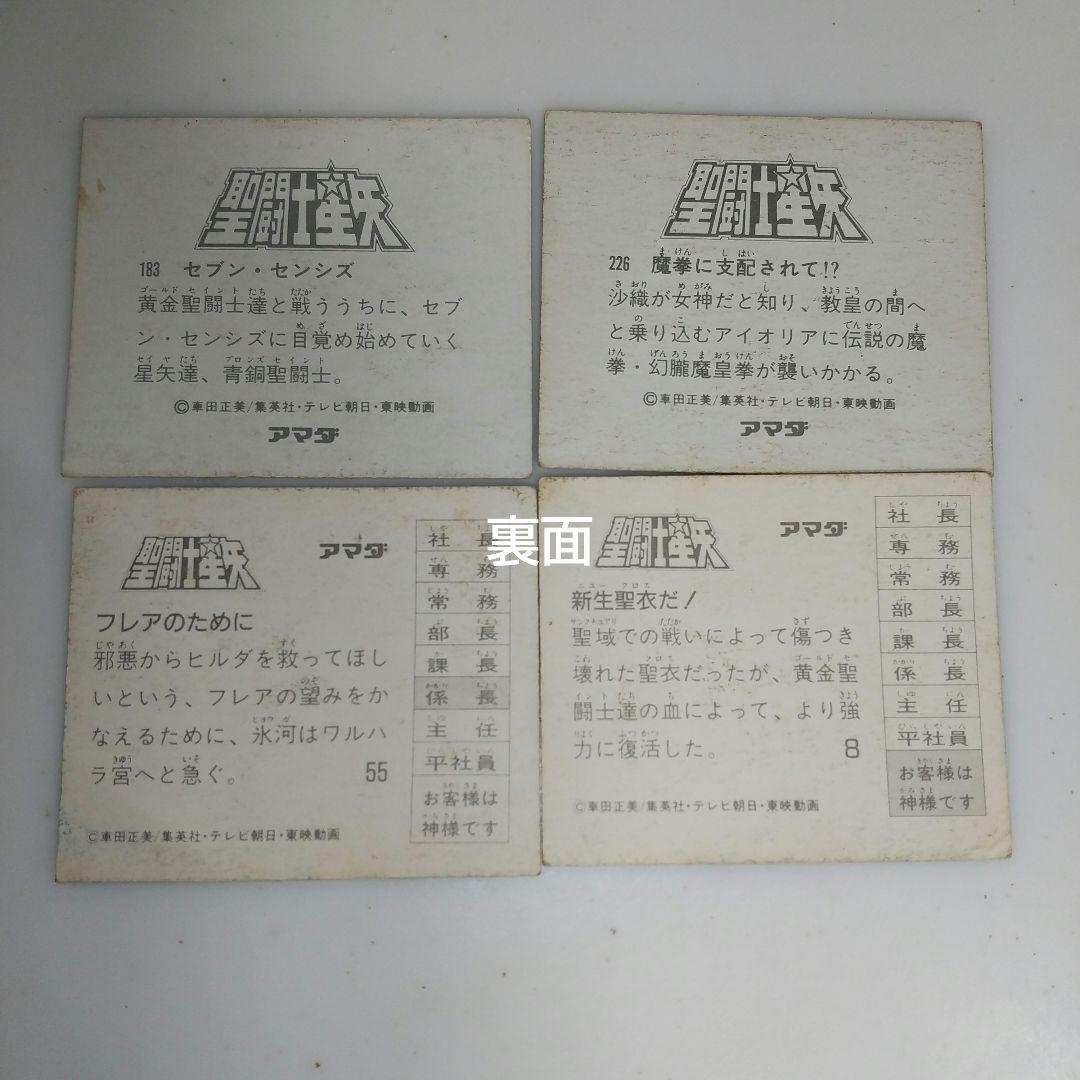 聖闘士星矢
183 セブン・センシズ
黄金聖闘士達と戦ううちに、セブ
ン・センシズに目覚め始めていく
星矢達、青銅聖闘士。
©車田正美/集英社・テレビ朝日・東映動画
アマダ
聖闘士星矢
226 魔拳に支配されて!?
沙織が女神だと知り、教皇の間へ
と乗り込むアイオリアに伝説の魔
拳・幻朧魔皇拳が襲いかかる。
©車田正美/集英社・テレビ朝日・東映動画
アマダ
裏面
聖闘士星矢
アマダ
フレアのために
邪悪からヒルダを救ってほし
いという、フレアの望みをか
なえるために、氷河はワルハ
ラ宮へと急ぐ。 55
©車田正美/集英社・テレビ朝日・東映動画
社長
専務
常務
部長
課長
係長
主任
平社員
お客様は
神様です
聖闘士星矢
アマダ
新生聖衣だ!
聖域での戦いによって傷つき
壊れた聖衣だったが、黄金聖
闘士達の血によって、より強
力に復活した。 8
©車田正美/集英社・テレビ朝日・東映動画
社長
専務
常務
部長
課長
係長
主任
平社員
お客様は
神様です